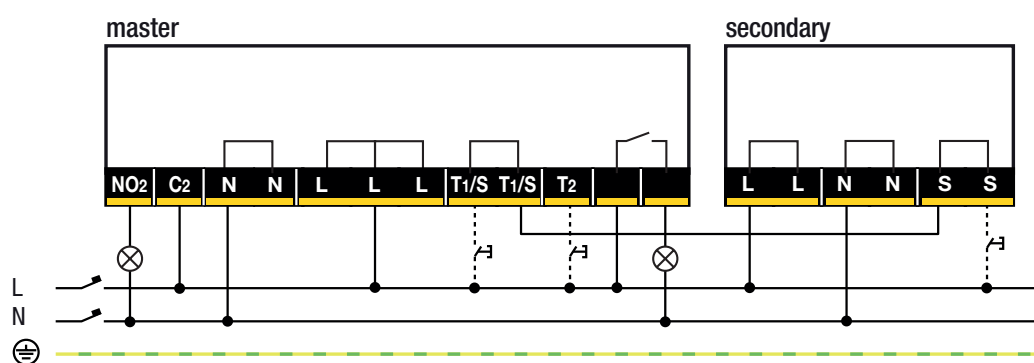 master secondary
NO2 C2 N N L L L T1/S T1/S T2 L L N N S S
L
N